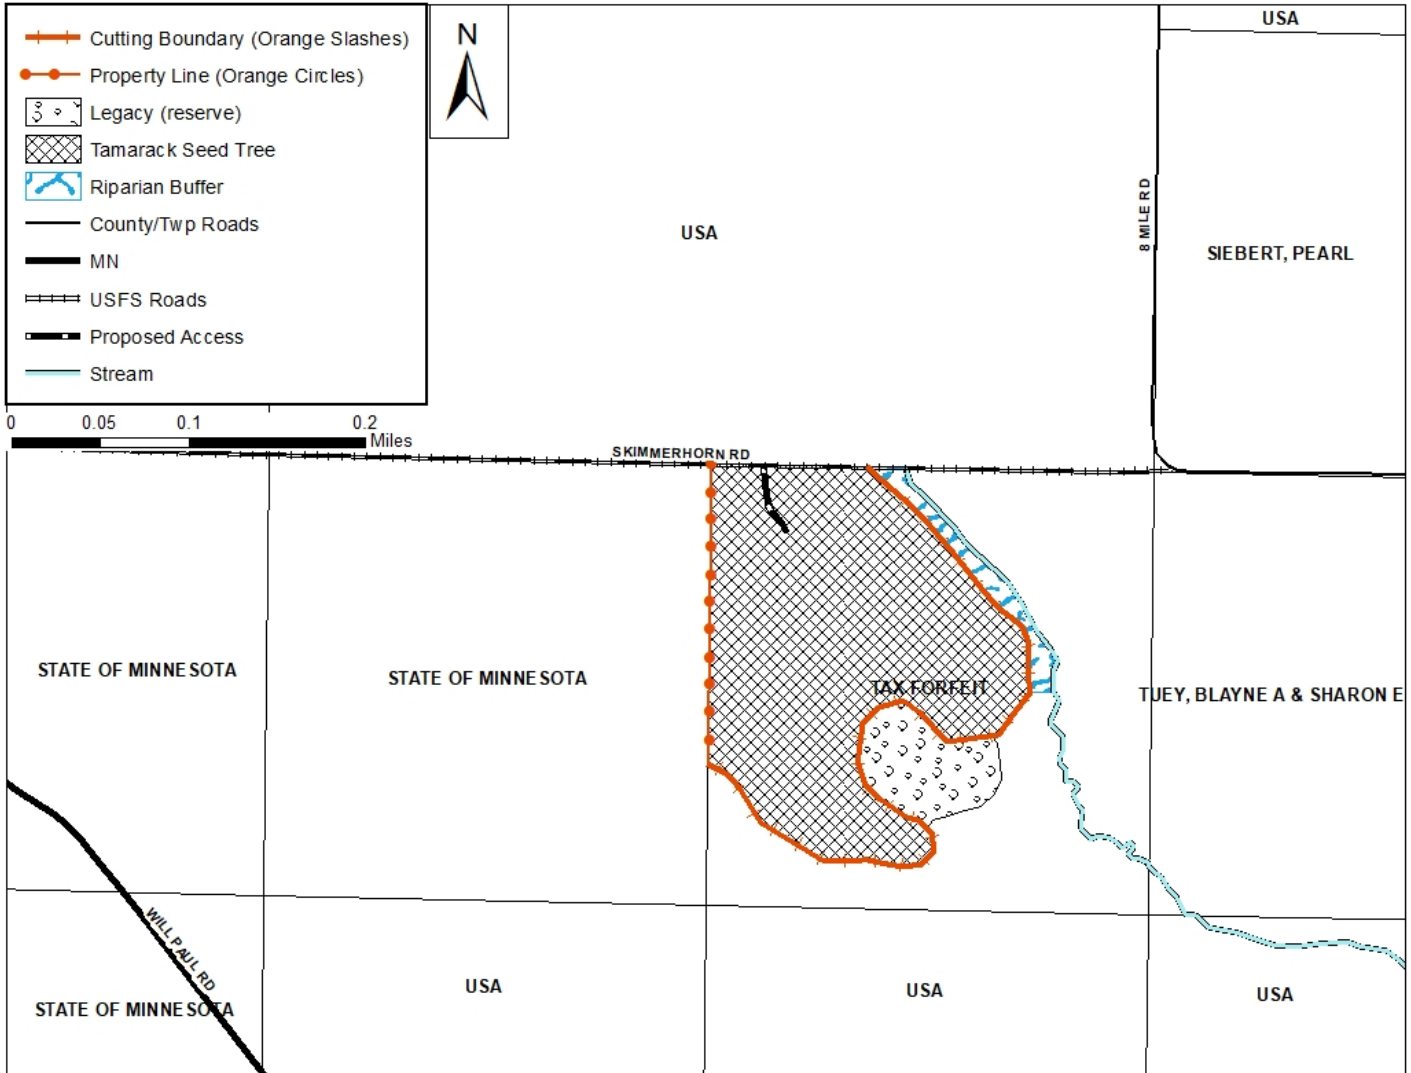 Cutting Boundary (Orange Slashes)
Property Line (Orange Circles)
Legacy (reserve)
Tamarack Seed Tree
Riparian Buffer
County/Twp Roads
MN
USFS Roads
Proposed Access
Stream
N
0 0.05 0.1 0.2
Miles
USA
USA
8 MILE RD
SIEBERT, PEARL
SKIMMERHORN RD
STATE OF MINNESOTA
STATE OF MINNESOTA
TAX FORFEIT
TUEY, BLAYNE A & SHARON E
WILL PAUL RD
STATE OF MINNESOTA
USA
USA
USA